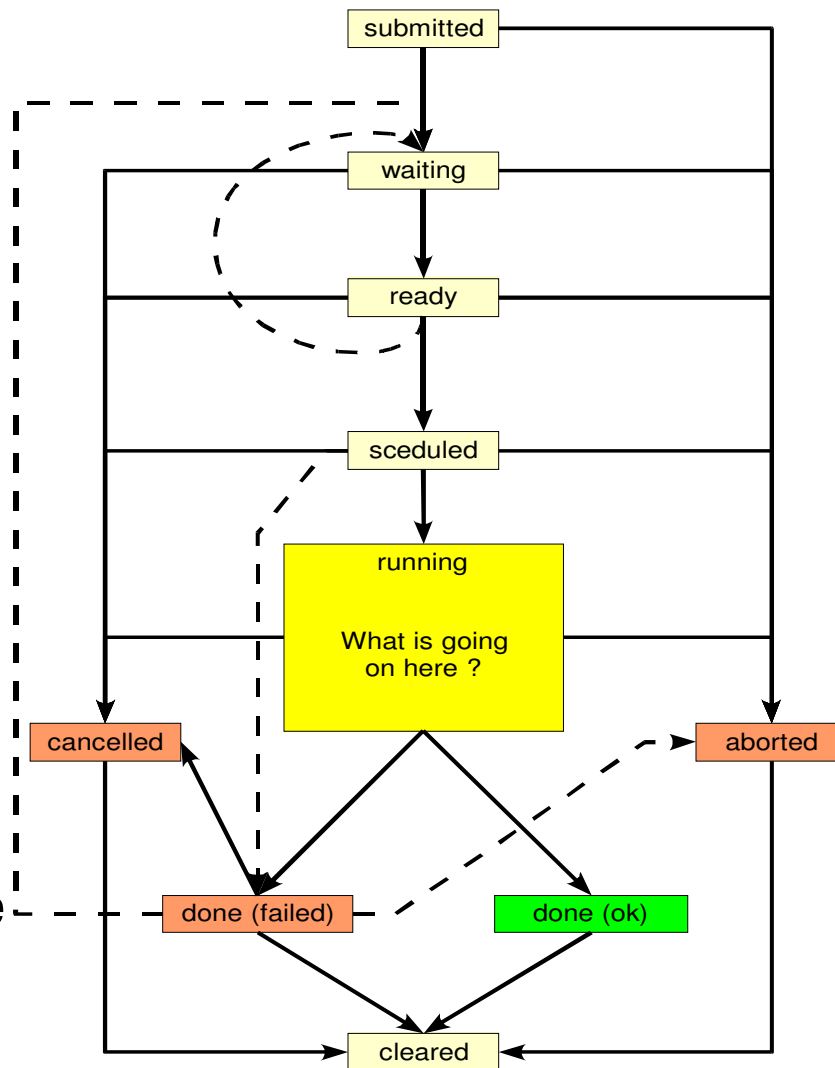 submitted
waiting
ready
sceduled
running
What is going
on here ?
cancelled
aborted
e
done (failed)
done (ok)
cleared